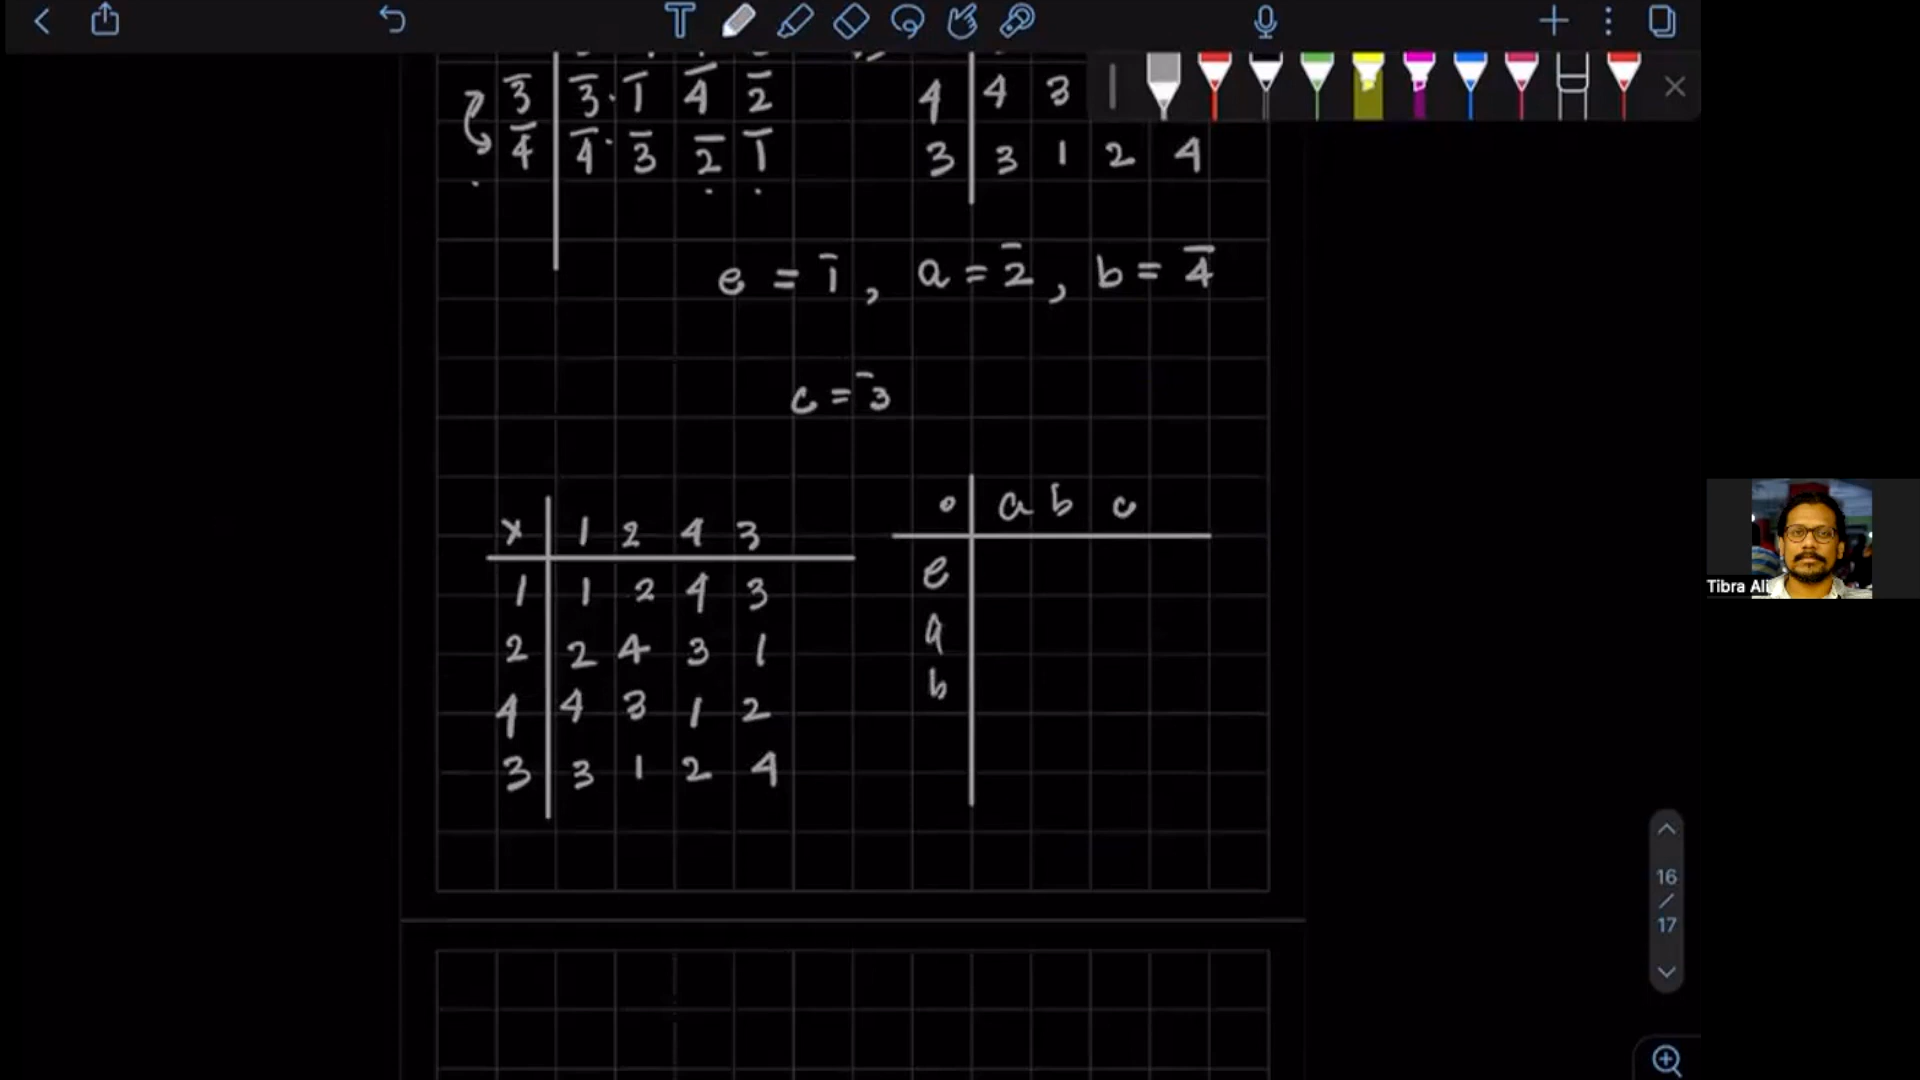 3̄ | 3̄ · 1̄ 4̄ 2̄
4̄ | 4̄ · 3̄ 2̄ 1̄
4 | 4 3
3 | 3 1 2 4
e = 1̄ , a = 2̄ , b = 4̄
c = 3̄
x | 1 2 4 3
1 | 1 2 4 3
2 | 2 4 3 1
4 | 4 3 1 2
3 | 3 1 2 4
∘ | a b c
e
a
b
Tibra Ali
16
/
17